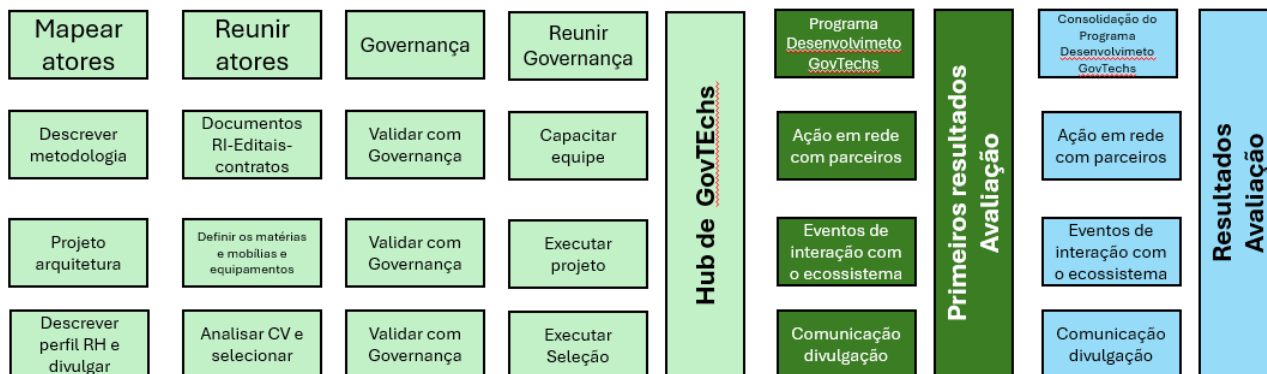 Mapear
atores
Reunir
atores
Governança
Reunir
Governança
Descrever
metodologia
Documentos
RI-Editais-
contratos
Validar com
Governança
Capacitar
equipe
Projeto
arquitetura
Definir os matérias
e mobílias e
equipamentos
Validar com
Governança
Executar
projeto
Descrever
perfil RH e
divulgar
Analisar CV e
selecionar
Validar com
Governança
Executar
Seleção
Hub de GovTEchs
Programa
Desenvolvimeto
GovTechs
Ação em rede
com parceiros
Eventos de
interação com
o ecossistema
Comunicação
divulgação
Primeiros resultados
Avaliação
Consolidação do
Programa
Desenvolvimeto
GovTechs
Ação em rede
com parceiros
Eventos de
interação com
o ecossistema
Comunicação
divulgação
Resultados
Avaliação